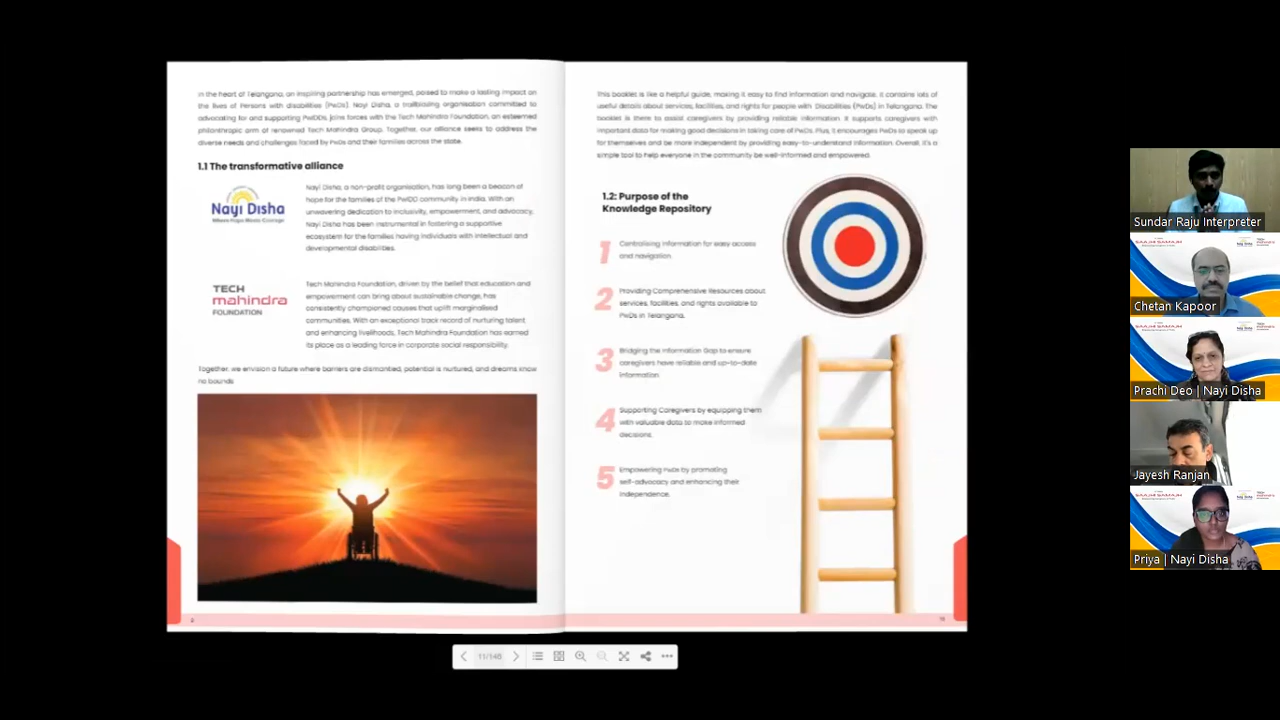 In the heart of Telangana, an inspiring partnership has emerged, poised to make a lasting impact on
the lives of Persons with disabilities (PwDs). Nayi Disha, a trailblazing organisation committed to
advocating for and supporting PwIDDs, joins forces with the Tech Mahindra Foundation, an esteemed
philanthropic arm of renowned Tech Mahindra Group. Together, our alliance seeks to address the
diverse needs and challenges faced by PwDs and their families across the state.
1.1 The transformative alliance
Nayi Disha
Where Hope Meets Courage
Nayi Disha, a non-profit organisation, has long been a beacon of
hope for the families of the PwIDD community in India. With an
unwavering dedication to inclusivity, empowerment, and advocacy,
Nayi Disha has been instrumental in fostering a supportive
ecosystem for the families having individuals with intellectual and
developmental disabilities.
TECH
mahindra
FOUNDATION
Tech Mahindra Foundation, driven by the belief that education and
empowerment can bring about sustainable change, has
consistently championed causes that uplift marginalised
communities. With an exceptional track record of nurturing talent
and enhancing livelihoods, Tech Mahindra Foundation has earned
its place as a leading force in corporate social responsibility.
Together, we envision a future where barriers are dismantled, potential is nurtured, and dreams know
no bounds
This booklet is like a helpful guide, making it easy to find information and navigate. It contains lots of
useful details about services, facilities, and rights for people with Disabilities (PwDs) in Telangana. The
booklet is them to assist caregivers by providing reliable information. It supports caregivers with
important data for making good decisions in taking care of PwDs. Plus, it encourages PwDs to speak up
for themselves and be more independent by providing easy-to-understand information. Overall, it's a
simple tool to help everyone in the community be well-informed and empowered.
1.2: Purpose of the
Knowledge Repository
1 Centralising information for easy access
and navigation.
2 Providing Comprehensive Resources about
services, facilities, and rights available to
PwDs in Telangana.
3 Bridging the Information Gap to ensure
caregivers have reliable and up-to-date
information.
4 Supporting Caregivers by equipping them
with valuable data to make informed
decisions.
5 Empowering PwDs by promoting
self-advocacy and enhancing their
independence.
11/148
Sundar Raju Interpreter
Chetan Kapoor
Prachi Deo | Nayi Disha
Jayesh Ranjan
Priya | Nayi Disha